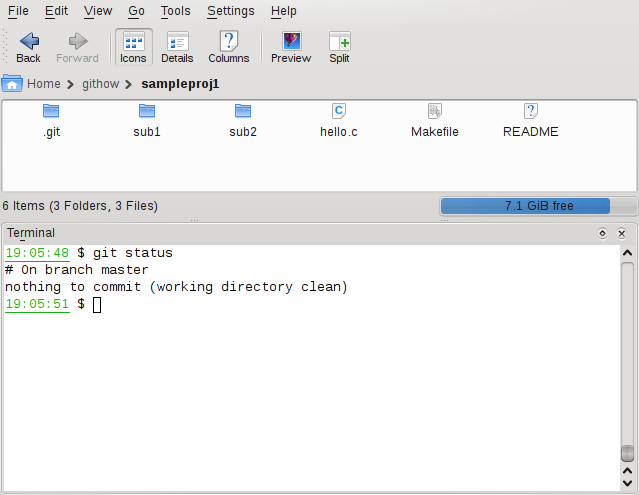 File Edit View Go Tools Settings Help
Back Forward Icons Details Columns Preview Split
Home > githow > sampleproj1
.git sub1 sub2 hello.c Makefile README
6 Items (3 Folders, 3 Files) 7.1 GiB free
Terminal
19:05:48 $ git status
# On branch master
nothing to commit (working directory clean)
19:05:51 $